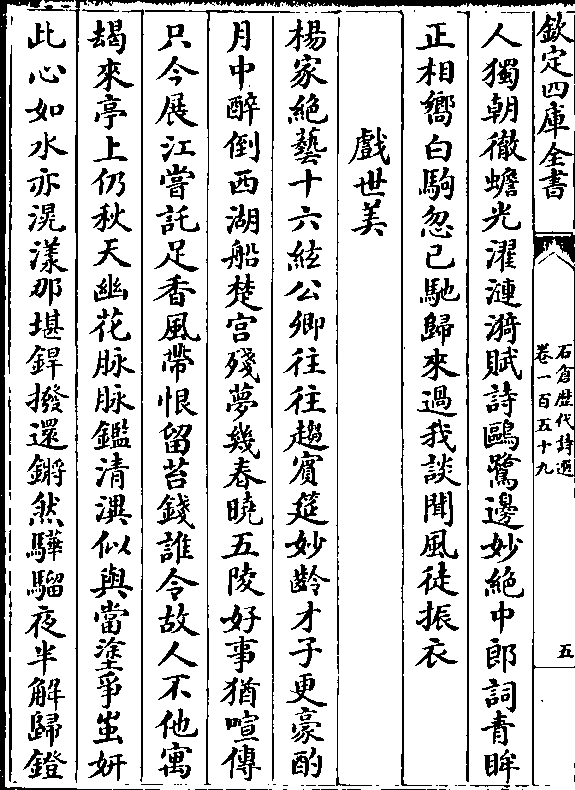 欽定四庫全書
石倉歷代詩選
卷一百五十九
五
人獨朝徹蟾光濯漣漪賦詩鷗鷺邊妙絶中郎詞青眸
正相嚮白駒忽已馳歸來過我談聞風徒振衣
戲世美
楊家絶藝十六絃公卿往往趨賓筵妙齡才子更豪酌
月中醉倒西湖船楚宫殘夢幾春曉五陵好事猶喧傳
只今展江嘗託足香風帶恨留苔錢誰令故人不他寓
朅來亭上仍秋天幽花脉脉鑑清淟似與當塗爭蚩妍
此心如水亦滉漾那堪銲撥還鏘然驊騮夜半解歸鐙